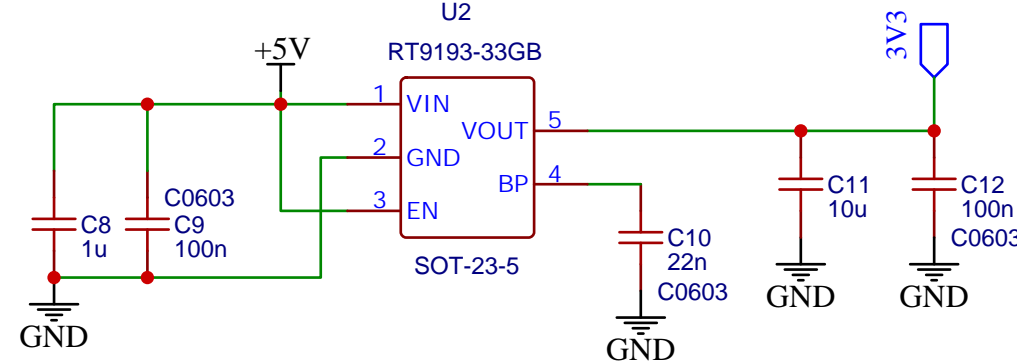 U2
RT9193-33GB
+5V
3V3
1
VIN
VOUT
5
2
GND
BP
4
3
EN
SOT-23-5
C0603
C8
1u
C9
100n
C10
22n
C0603
C11
10u
C12
100n
C0603
GND
GND
GND
GND